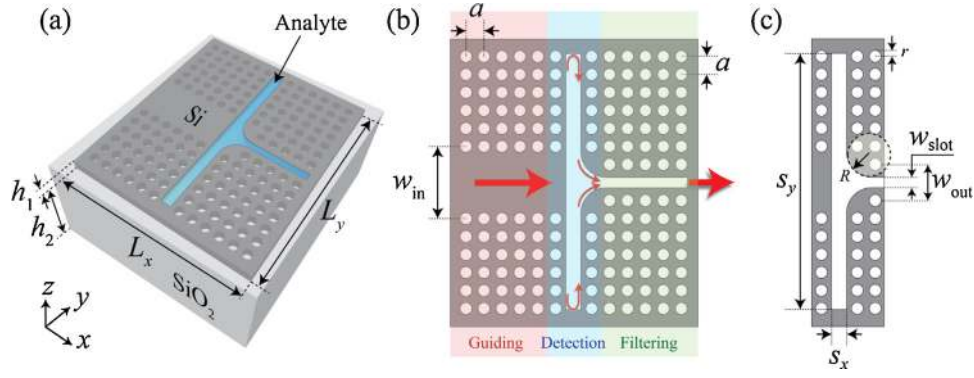 (a)
Analyte
Si
h1
h2
Lx
Ly
SiO2
z
y
x
(b)
a
a
win
Guiding
Detection
Filtering
(c)
r
sy
R
wslot
wout
sx